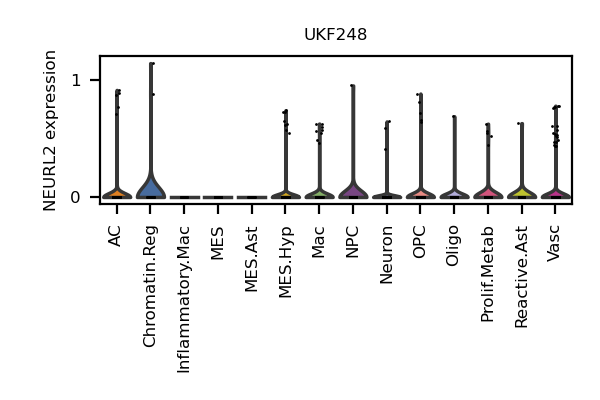 UKF248
NEURL2 expression
1
0
AC
Chromatin.Reg
Inflammatory.Mac
MES
MES.Ast
MES.Hyp
Mac
NPC
Neuron
OPC
Oligo
Prolif.Metab
Reactive.Ast
Vasc